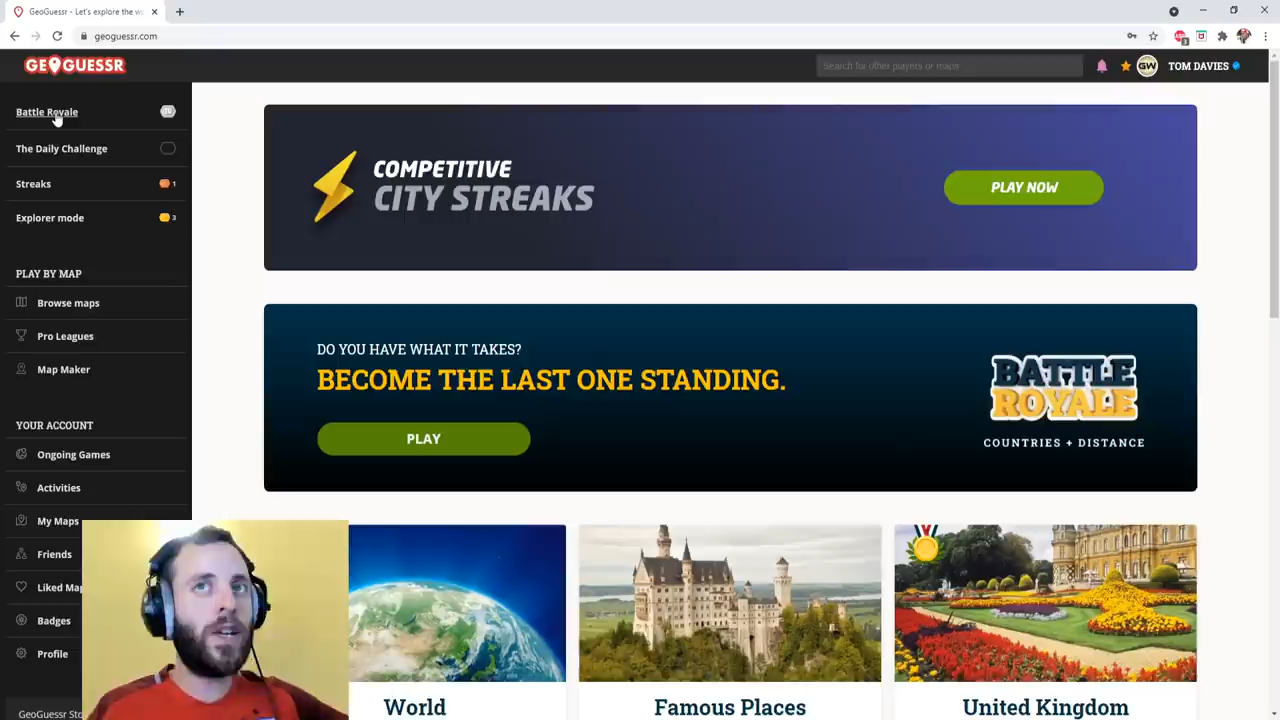 GeoGuessr - Let's explore the wo
geoguessr.com
GEOGUESSR
Search for other players or maps
GW
TOM DAVIES
Battle Royale
The Daily Challenge
Streaks
1
Explorer mode
3
PLAY BY MAP
Browse maps
Pro Leagues
Map Maker
YOUR ACCOUNT
Ongoing Games
Activities
My Maps
Friends
Liked Map
Badges
Profile
GeoGuessr Sto
COMPETITIVE
CITY STREAKS
PLAY NOW
DO YOU HAVE WHAT IT TAKES?
BECOME THE LAST ONE STANDING.
PLAY
BATTLE
ROYALE
COUNTRIES + DISTANCE
World
Famous Places
United Kingdom